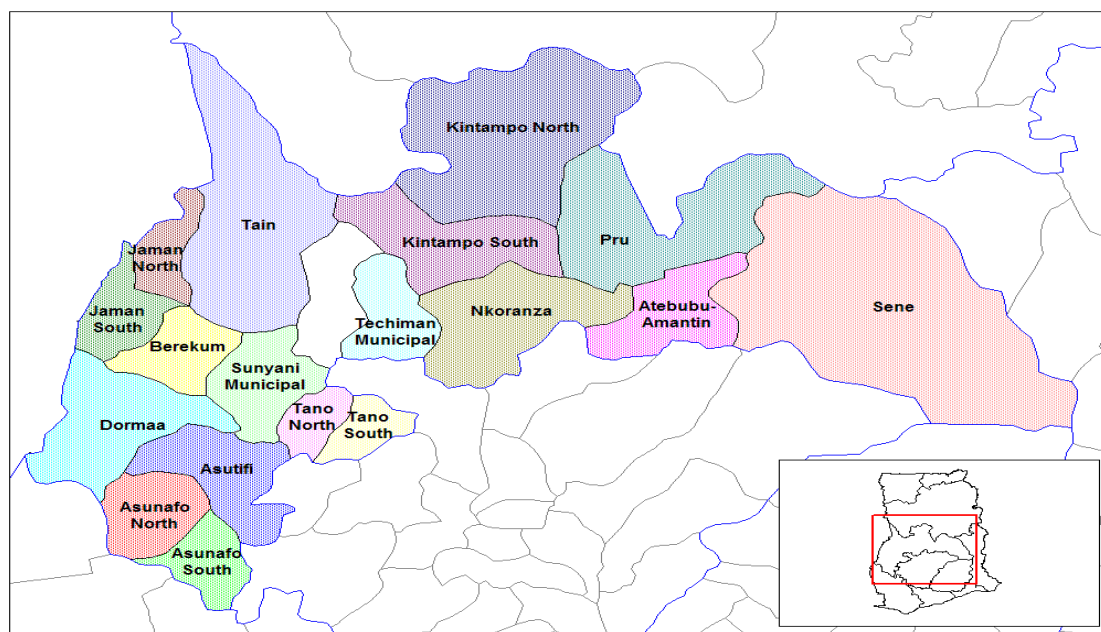 Kintampo North
Tain
Kintampo South
Pru
Jaman
North
Jaman
South
Nkoranza
Atebubu-
Amantin
Sene
Techiman
Municipal
Berekum
Sunyani
Municipal
Tano
North
Tano
South
Dormaa
Asutifi
Asunafo
North
Asunafo
South